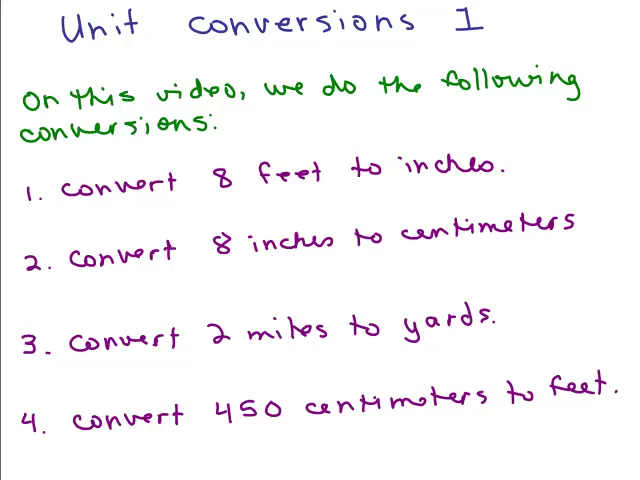 Unit conversions 1
On this video, we do the following
conversions:
1. convert 8 feet to inches.
2. convert 8 inches to centimeters
3. convert 2 miles to yards.
4. convert 450 centimeters to feet.